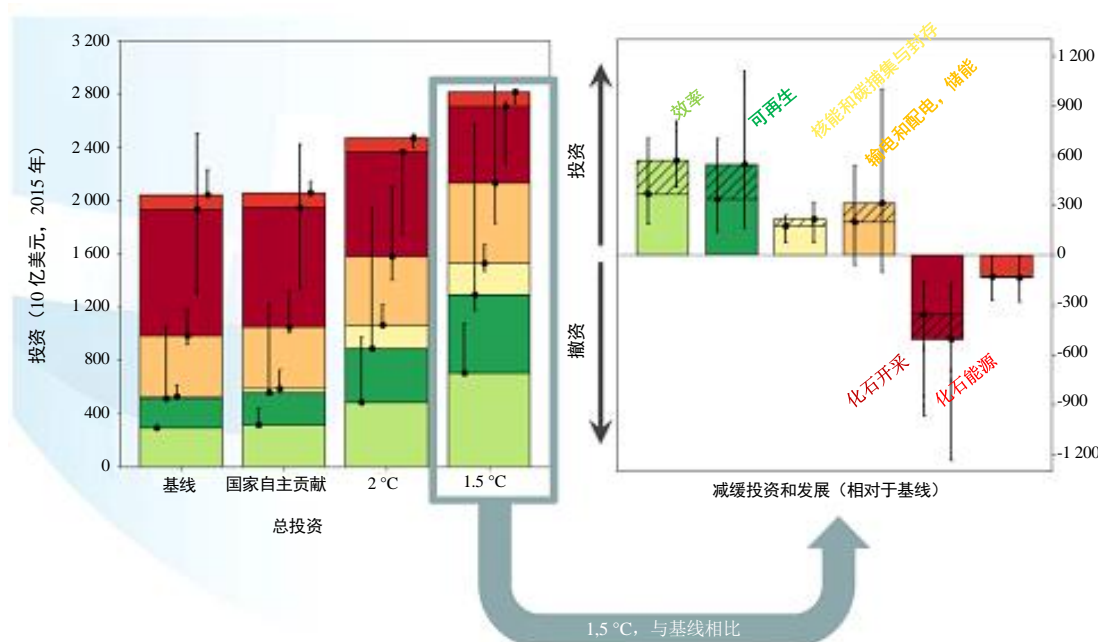 投资（10 亿美元，2015 年）
3 200
2 800
2 400
2 000
1 600
1 200
800
400
0
基线
国家自主贡献
2 °C
1.5 °C
总投资
投资
撤资
效率
可再生
核能和碳捕集与封存
输电和配电，储能
化石开采
化石能源
1 200
900
600
300
0
-300
-600
-900
-1 200
减缓投资和发展（相对于基线）
1,5 °C，与基线相比